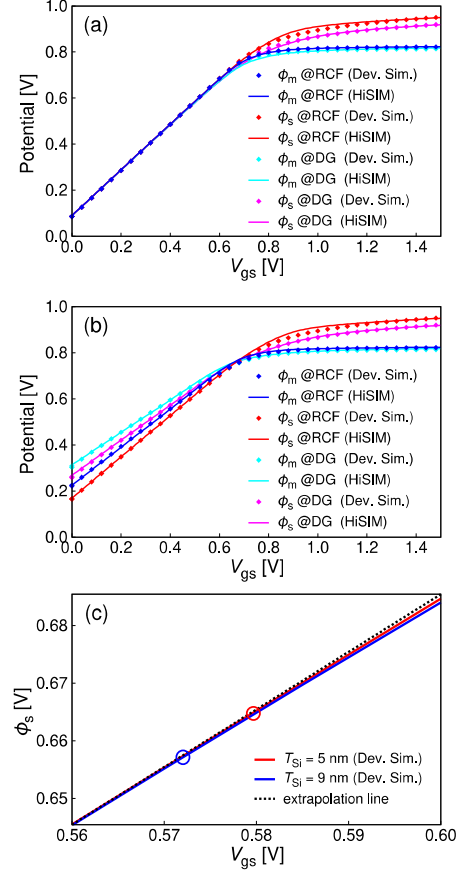 (a)
Potential [V]
1.0
0.8
0.6
0.4
0.2
0.0
ϕm @RCF (Dev. Sim.)
ϕm @RCF (HiSIM)
ϕs @RCF (Dev. Sim.)
ϕs @RCF (HiSIM)
ϕm @DG (Dev. Sim.)
ϕm @DG (HiSIM)
ϕs @DG (Dev. Sim.)
ϕs @DG (HiSIM)
0.0 0.2 0.4 0.6 0.8 1.0 1.2 1.4
Vgs [V]
(b)
Potential [V]
1.0
0.8
0.6
0.4
0.2
0.0
ϕm @RCF (Dev. Sim.)
ϕm @RCF (HiSIM)
ϕs @RCF (Dev. Sim.)
ϕs @RCF (HiSIM)
ϕm @DG (Dev. Sim.)
ϕm @DG (HiSIM)
ϕs @DG (Dev. Sim.)
ϕs @DG (HiSIM)
0.0 0.2 0.4 0.6 0.8 1.0 1.2 1.4
Vgs [V]
(c)
ϕs [V]
0.68
0.67
0.66
0.65
TSi = 5 nm (Dev. Sim.)
TSi = 9 nm (Dev. Sim.)
extrapolation line
0.56 0.57 0.58 0.59 0.60
Vgs [V]